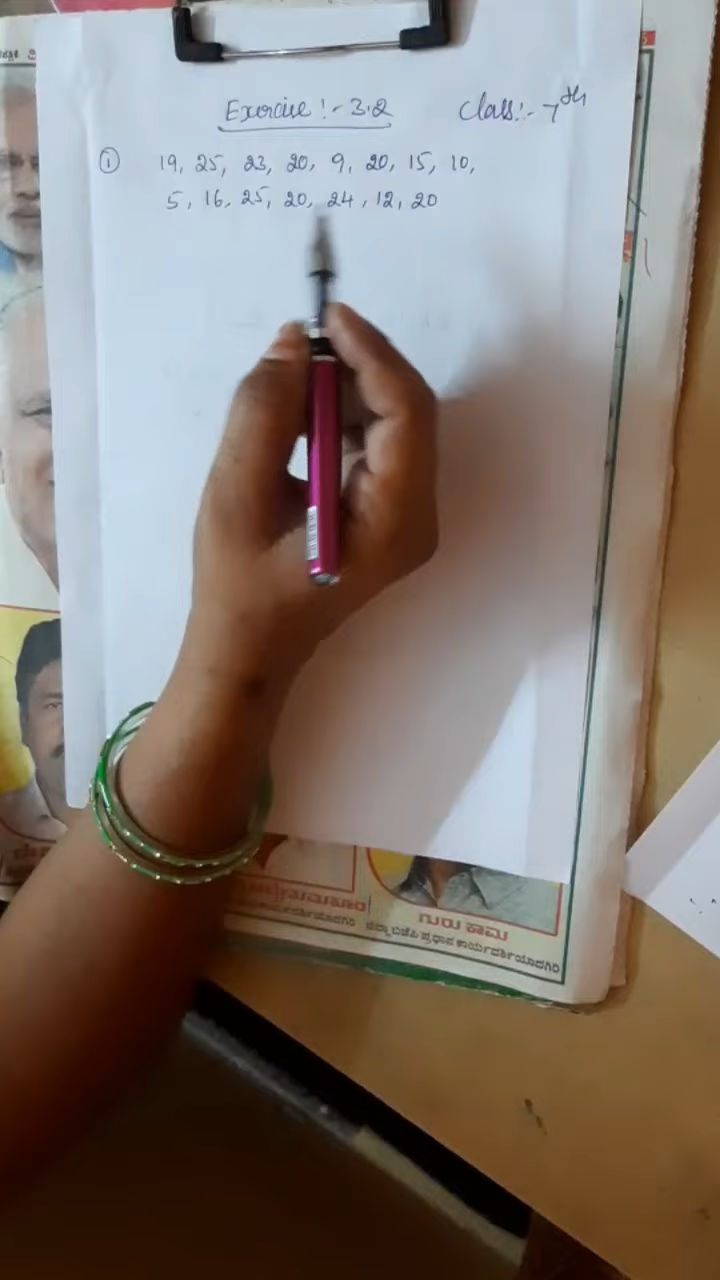 Exercise :- 3.2 Class :- 7th
① 19, 25, 23, 20, 9, 20, 15, 10,
5, 16, 25, 20, 24, 12, 20
ಗುರು ಕಾಮ